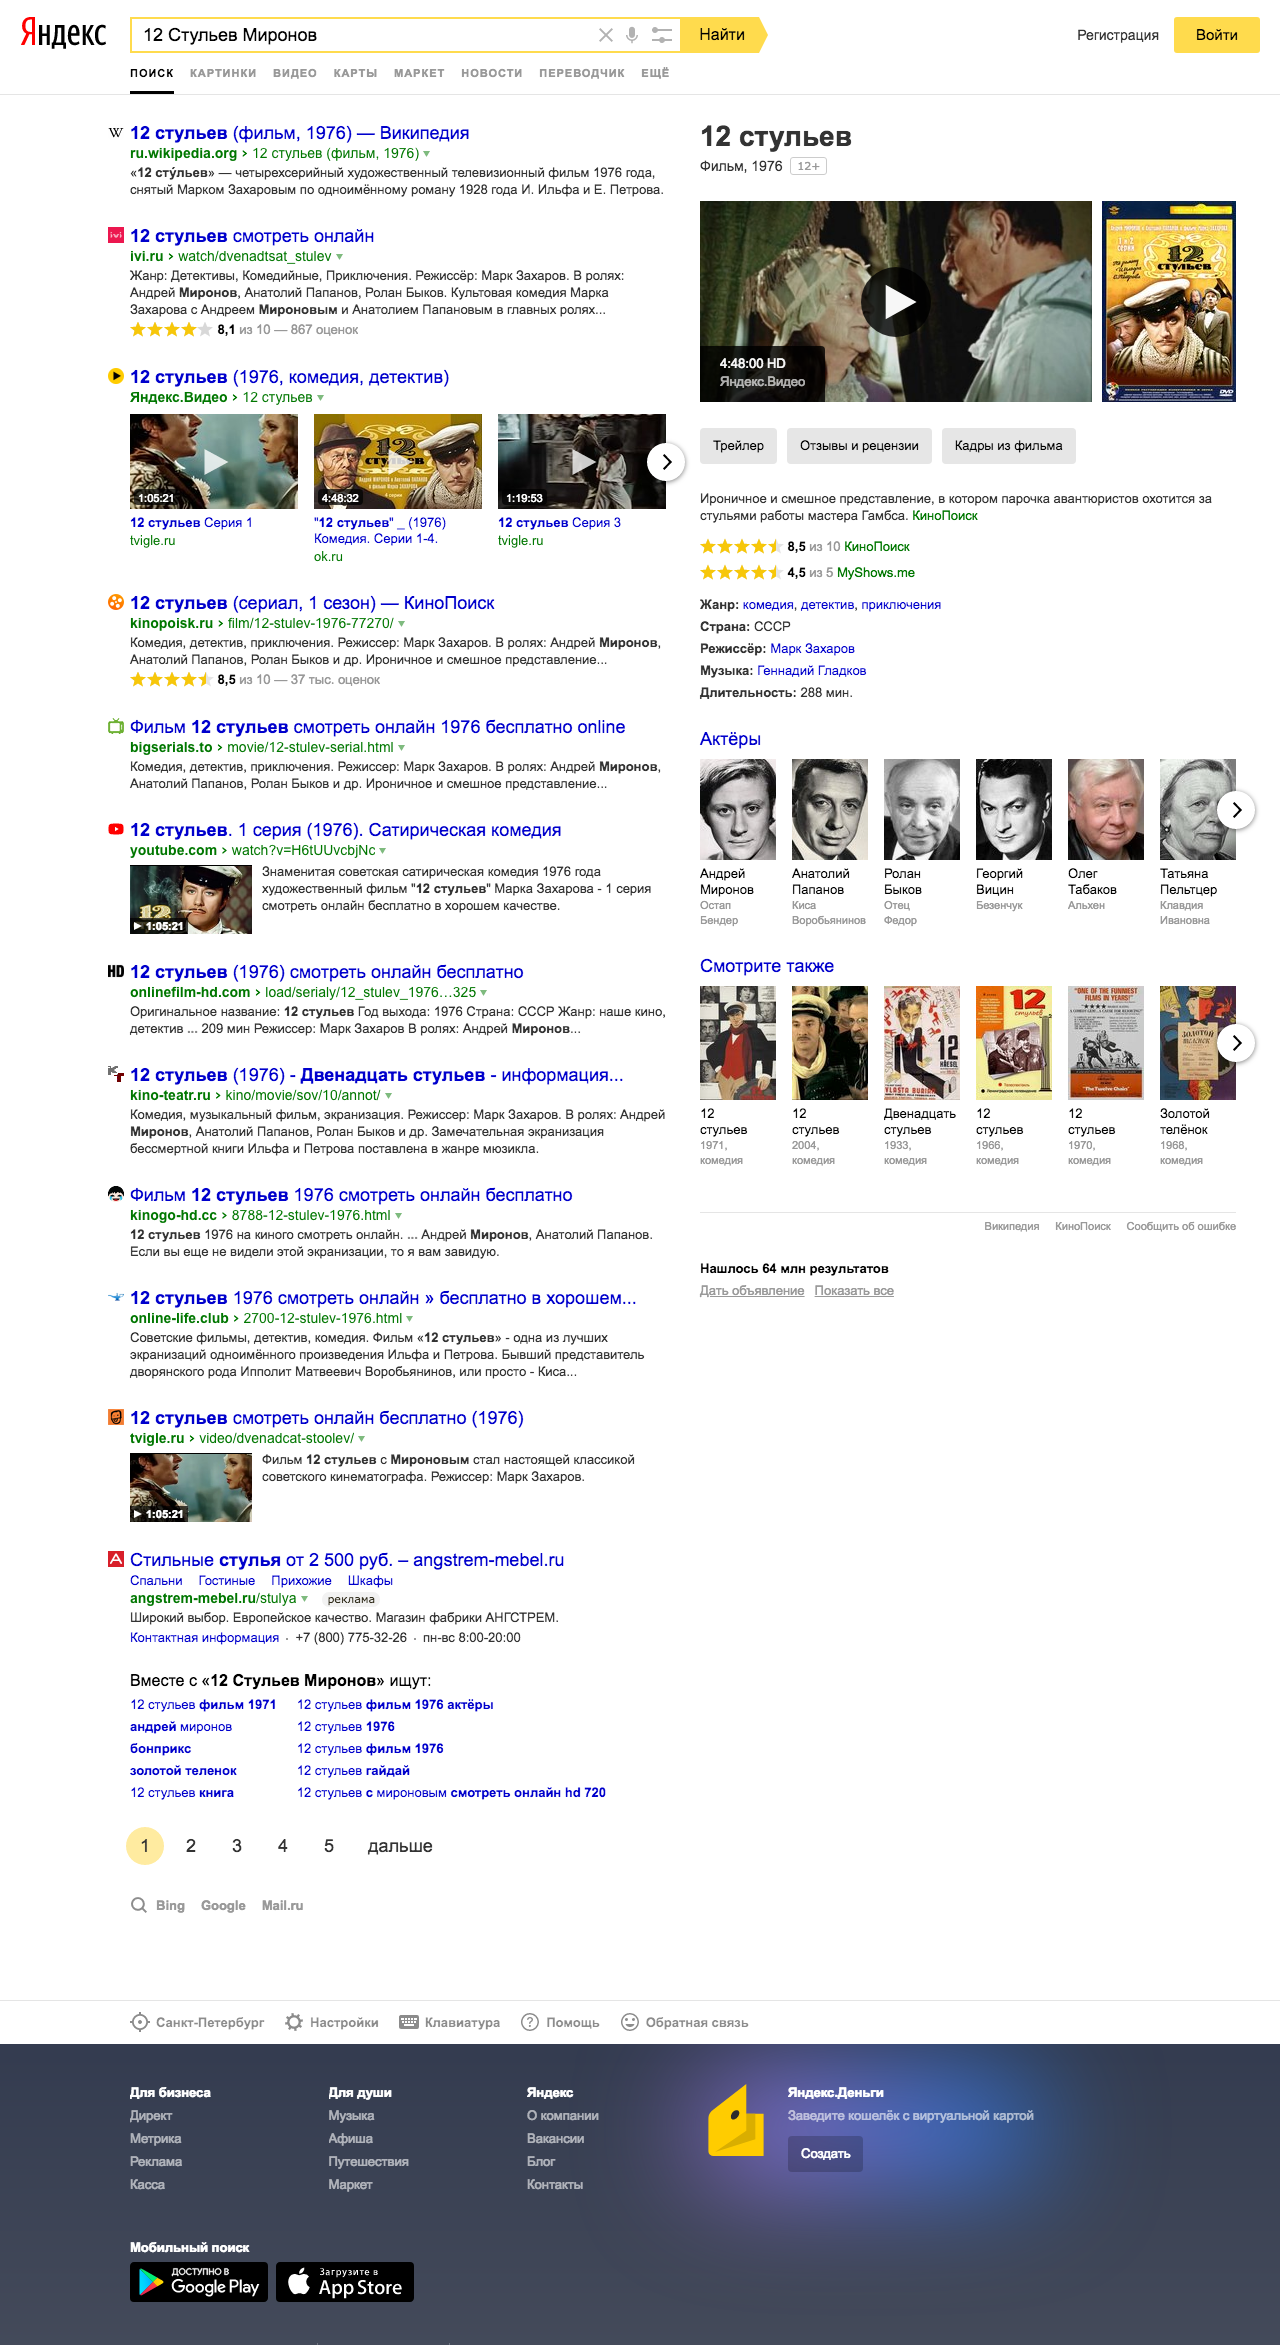 Яндекс
12 Стульев Миронов
Найти
Регистрация
Войти
ПОИСК КАРТИНКИ ВИДЕО КАРТЫ МАРКЕТ НОВОСТИ ПЕРЕВОДЧИК ЕЩЁ
12 стульев (фильм, 1976) — Википедия
ru.wikipedia.org › 12 стульев (фильм, 1976)
«12 сту́льев» — четырехсерийный художественный телевизионный фильм 1976 года,
снятый Марком Захаровым по одноимённому роману 1928 года И. Ильфа и Е. Петрова.
12 стульев смотреть онлайн
ivi.ru › watch/dvenadtsat_stulev
Жанр: Детективы, Комедийные, Приключения. Режиссёр: Марк Захаров. В ролях:
Андрей Миронов, Анатолий Папанов, Ролан Быков. Культовая комедия Марка
Захарова с Андреем Мироновым и Анатолием Папановым в главных ролях...
8,1 из 10 — 867 оценок
12 стульев (1976, комедия, детектив)
Яндекс.Видео › 12 стульев
1:05:21
12 СТУЛЬЕВ
4:48:32
1:19:53
12 стульев Серия 1
tvigle.ru
"12 стульев" _ (1976)
Комедия. Серии 1-4.
ok.ru
12 стульев Серия 3
tvigle.ru
12 стульев (сериал, 1 сезон) — КиноПоиск
kinopoisk.ru › film/12-stulev-1976-77270/
Комедия, детектив, приключения. Режиссер: Марк Захаров. В ролях: Андрей Миронов,
Анатолий Папанов, Ролан Быков и др. Ироничное и смешное представление...
8,5 из 10 — 37 тыс. оценок
Фильм 12 стульев смотреть онлайн 1976 бесплатно online
bigserials.to › movie/12-stulev-serial.html
Комедия, детектив, приключения. Режиссер: Марк Захаров. В ролях: Андрей Миронов,
Анатолий Папанов, Ролан Быков и др. Ироничное и смешное представление...
12 стульев. 1 серия (1976). Сатирическая комедия
youtube.com › watch?v=H6tUUvcbjNc
12
1:05:21
Знаменитая советская сатирическая комедия 1976 года
художественный фильм "12 стульев" Марка Захарова - 1 серия
смотреть онлайн бесплатно в хорошем качестве.
HD
12 стульев (1976) смотреть онлайн бесплатно
onlinefilm-hd.com › load/serialy/12_stulev_1976…325
Оригинальное название: 12 стульев Год выхода: 1976 Страна: СССР Жанр: наше кино,
детектив ... 209 мин Режиссер: Марк Захаров В ролях: Андрей Миронов...
12 стульев (1976) - Двенадцать стульев - информация...
kino-teatr.ru › kino/movie/sov/10/annot/
Комедия, музыкальный фильм, экранизация. Режиссер: Марк Захаров. В ролях: Андрей
Миронов, Анатолий Папанов, Ролан Быков и др. Замечательная экранизация
бессмертной книги Ильфа и Петрова поставлена в жанре мюзикла.
Фильм 12 стульев 1976 смотреть онлайн бесплатно
kinogo-hd.cc › 8788-12-stulev-1976.html
12 стульев 1976 на киного смотреть онлайн. ... Андрей Миронов, Анатолий Папанов.
Если вы еще не видели этой экранизации, то я вам завидую.
12 стульев 1976 смотреть онлайн » бесплатно в хорошем...
online-life.club › 2700-12-stulev-1976.html
Советские фильмы, детектив, комедия. Фильм «12 стульев» - одна из лучших
экранизаций одноимённого произведения Ильфа и Петрова. Бывший представитель
дворянского рода Ипполит Матвеевич Воробьянинов, или просто - Киса...
12 стульев смотреть онлайн бесплатно (1976)
tvigle.ru › video/dvenadcat-stoolev/
1:05:21
Фильм 12 стульев с Мироновым стал настоящей классикой
советского кинематографа. Режиссер: Марк Захаров.
Стильные стулья от 2 500 руб. – angstrem-mebel.ru
Спальни Гостиные Прихожие Шкафы
angstrem-mebel.ru/stulya реклама
Широкий выбор. Европейское качество. Магазин фабрики АНГСТРЕМ.
Контактная информация · +7 (800) 775-32-26 · пн-вс 8:00-20:00
Вместе с «12 Стульев Миронов» ищут:
12 стульев фильм 1971
андрей миронов
бонприкс
золотой теленок
12 стульев книга
12 стульев фильм 1976 актёры
12 стульев 1976
12 стульев фильм 1976
12 стульев гайдай
12 стульев с мироновым смотреть онлайн hd 720
1 2 3 4 5 дальше
Bing Google Mail.ru
12 стульев
Фильм, 1976 12+
4:48:00 HD
Яндекс.Видео
12
СТУЛЬЕВ
DVD
Трейлер
Отзывы и рецензии
Кадры из фильма
Ироничное и смешное представление, в котором парочка авантюристов охотится за
стульями работы мастера Гамбса. КиноПоиск
8,5 из 10 КиноПоиск
4,5 из 5 MyShows.me
Жанр: комедия, детектив, приключения
Страна: СССР
Режиссёр: Марк Захаров
Музыка: Геннадий Гладков
Длительность: 288 мин.
Актёры
Андрей
Миронов
Остап
Бендер
Анатолий
Папанов
Киса
Воробьянинов
Ролан
Быков
Отец
Федор
Георгий
Вицин
Безенчук
Олег
Табаков
Альхен
Татьяна
Пельтцер
Клавдия
Ивановна
Смотрите также
12
VLASTA BURIAN
12
стульев
"ONE OF THE FUNNIEST
FILMS IN YEARS!"
"The Twelve Chairs"
ЗОЛОТОЙ
ТЕЛЕНОК
12
стульев
1971,
комедия
12
стульев
2004,
комедия
Двенадцать
стульев
1933,
комедия
12
стульев
1966,
комедия
12
стульев
1970,
комедия
Золотой
телёнок
1968,
комедия
Википедия КиноПоиск Сообщить об ошибке
Нашлось 64 млн результатов
Дать объявление Показать все
Санкт-Петербург Настройки Клавиатура Помощь Обратная связь
Для бизнеса
Директ
Метрика
Реклама
Касса
Для души
Музыка
Афиша
Путешествия
Маркет
Яндекс
О компании
Вакансии
Блог
Контакты
Яндекс.Деньги
Заведите кошелёк с виртуальной картой
Создать
Мобильный поиск
ДОСТУПНО В
Google Play
Загрузите в
App Store